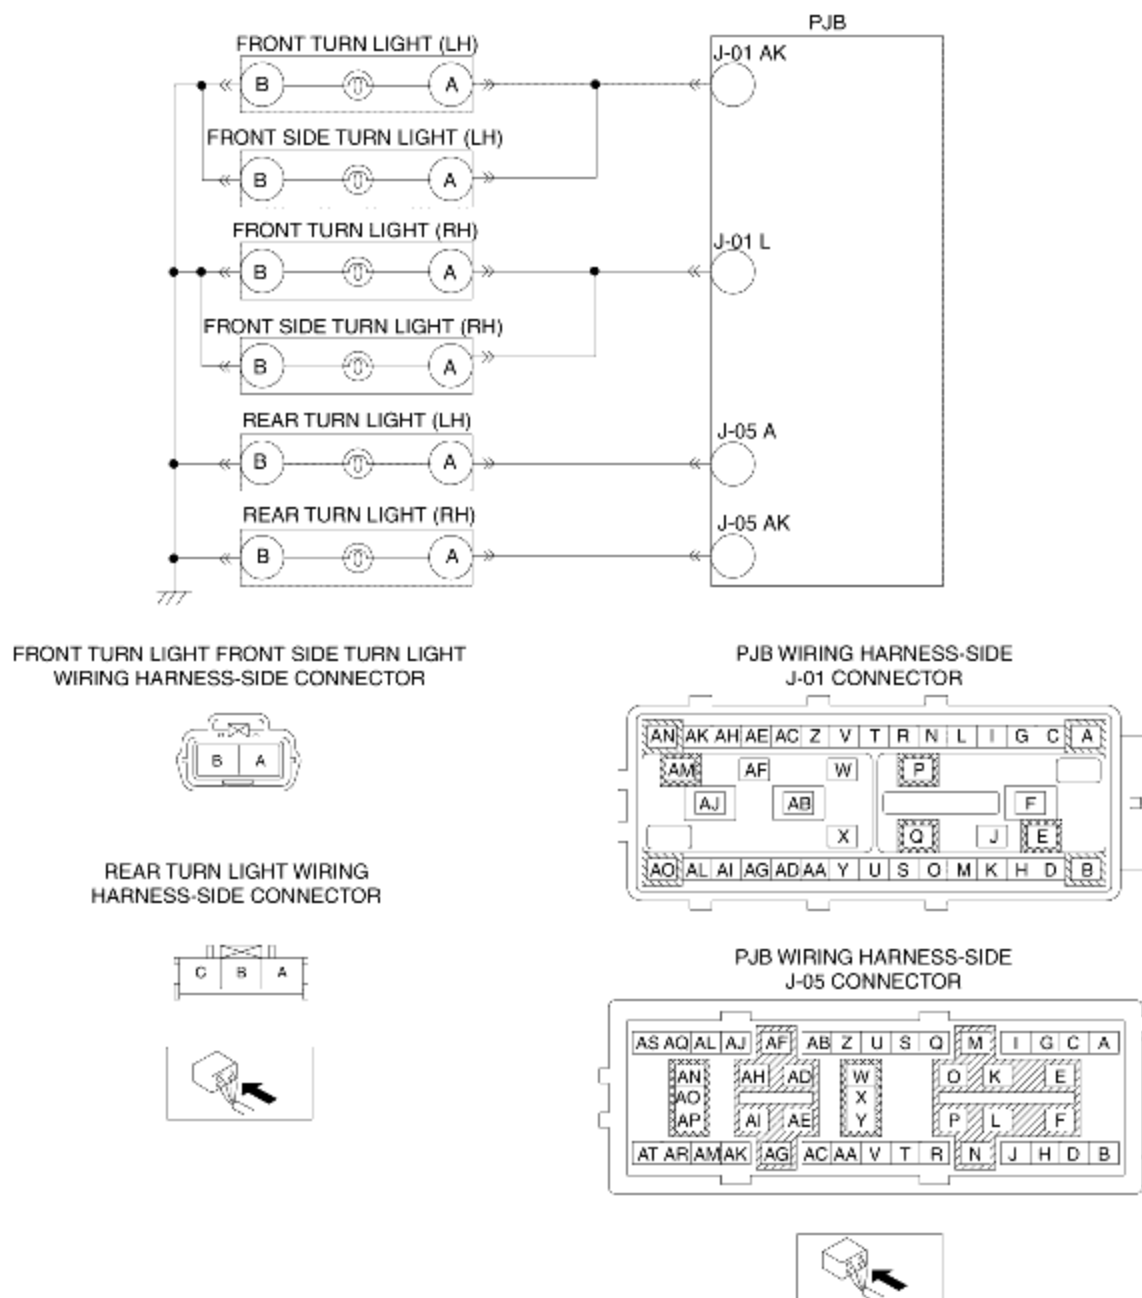 PJB
FRONT TURN LIGHT (LH)
J-01 AK
B A
FRONT SIDE TURN LIGHT (LH)
B A
FRONT TURN LIGHT (RH)
J-01 L
B A
FRONT SIDE TURN LIGHT (RH)
B A
REAR TURN LIGHT (LH)
J-05 A
B A
REAR TURN LIGHT (RH)
J-05 AK
B A
FRONT TURN LIGHT FRONT SIDE TURN LIGHT
WIRING HARNESS-SIDE CONNECTOR
B A
REAR TURN LIGHT WIRING
HARNESS-SIDE CONNECTOR
C B A
PJB WIRING HARNESS-SIDE
J-01 CONNECTOR
AN AK AH AE AC Z V T R N L I G C A
AM AF W P
AJ AB F
X Q J E
AO AL AI AG AD AA Y U S O M K H D B
PJB WIRING HARNESS-SIDE
J-05 CONNECTOR
AS AQ AL AJ AF AB Z U S Q M I G C A
AN AH AD W O K E
AO X
AP AI AE Y P L F
AT AR AM AK AG AC AA V T R N J H D B